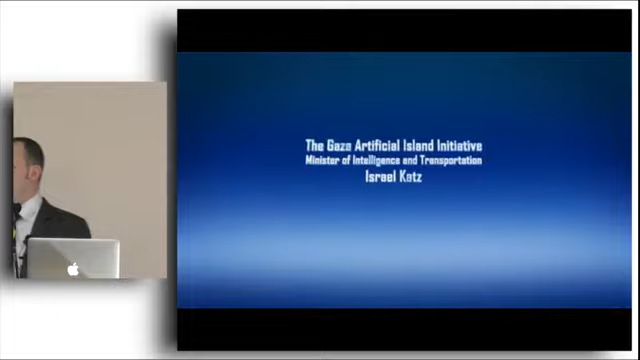 The Gaza Artificial Island Initiative
Minister of Intelligence and Transportation
Israel Katz